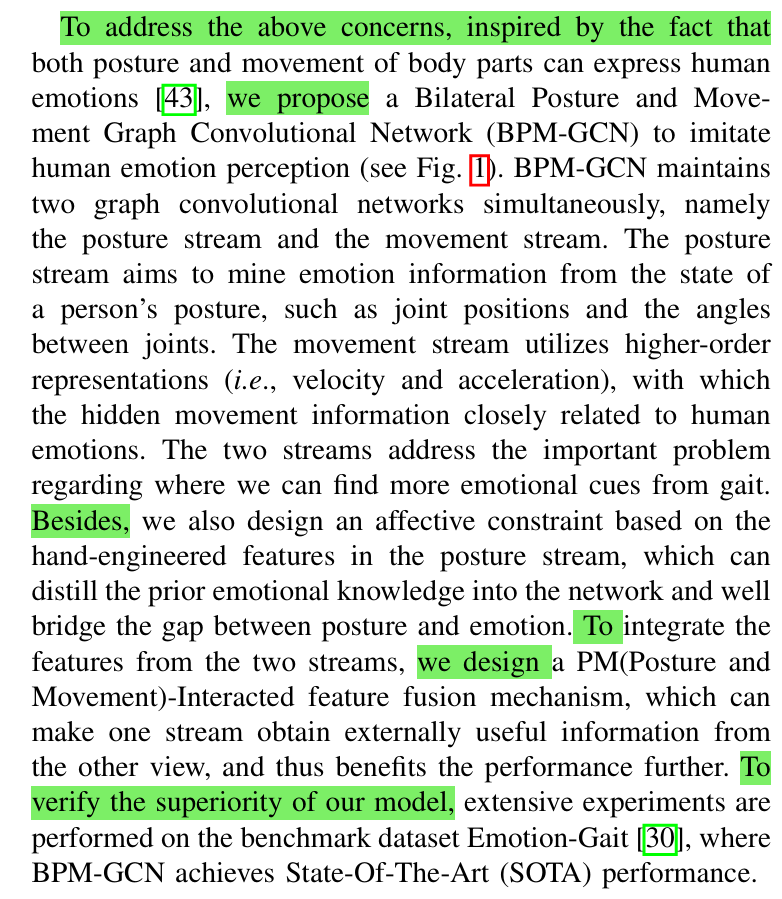 To address the above concerns, inspired by the fact that
both posture and movement of body parts can express human
emotions [43], we propose a Bilateral Posture and Move-
ment Graph Convolutional Network (BPM-GCN) to imitate
human emotion perception (see Fig. 1). BPM-GCN maintains
two graph convolutional networks simultaneously, namely
the posture stream and the movement stream. The posture
stream aims to mine emotion information from the state of
a person's posture, such as joint positions and the angles
between joints. The movement stream utilizes higher-order
representations (i.e., velocity and acceleration), with which
the hidden movement information closely related to human
emotions. The two streams address the important problem
regarding where we can find more emotional cues from gait.
Besides, we also design an affective constraint based on the
hand-engineered features in the posture stream, which can
distill the prior emotional knowledge into the network and well
bridge the gap between posture and emotion. To integrate the
features from the two streams, we design a PM(Posture and
Movement)-Interacted feature fusion mechanism, which can
make one stream obtain externally useful information from
the other view, and thus benefits the performance further. To
verify the superiority of our model, extensive experiments are
performed on the benchmark dataset Emotion-Gait [30], where
BPM-GCN achieves State-Of-The-Art (SOTA) performance.